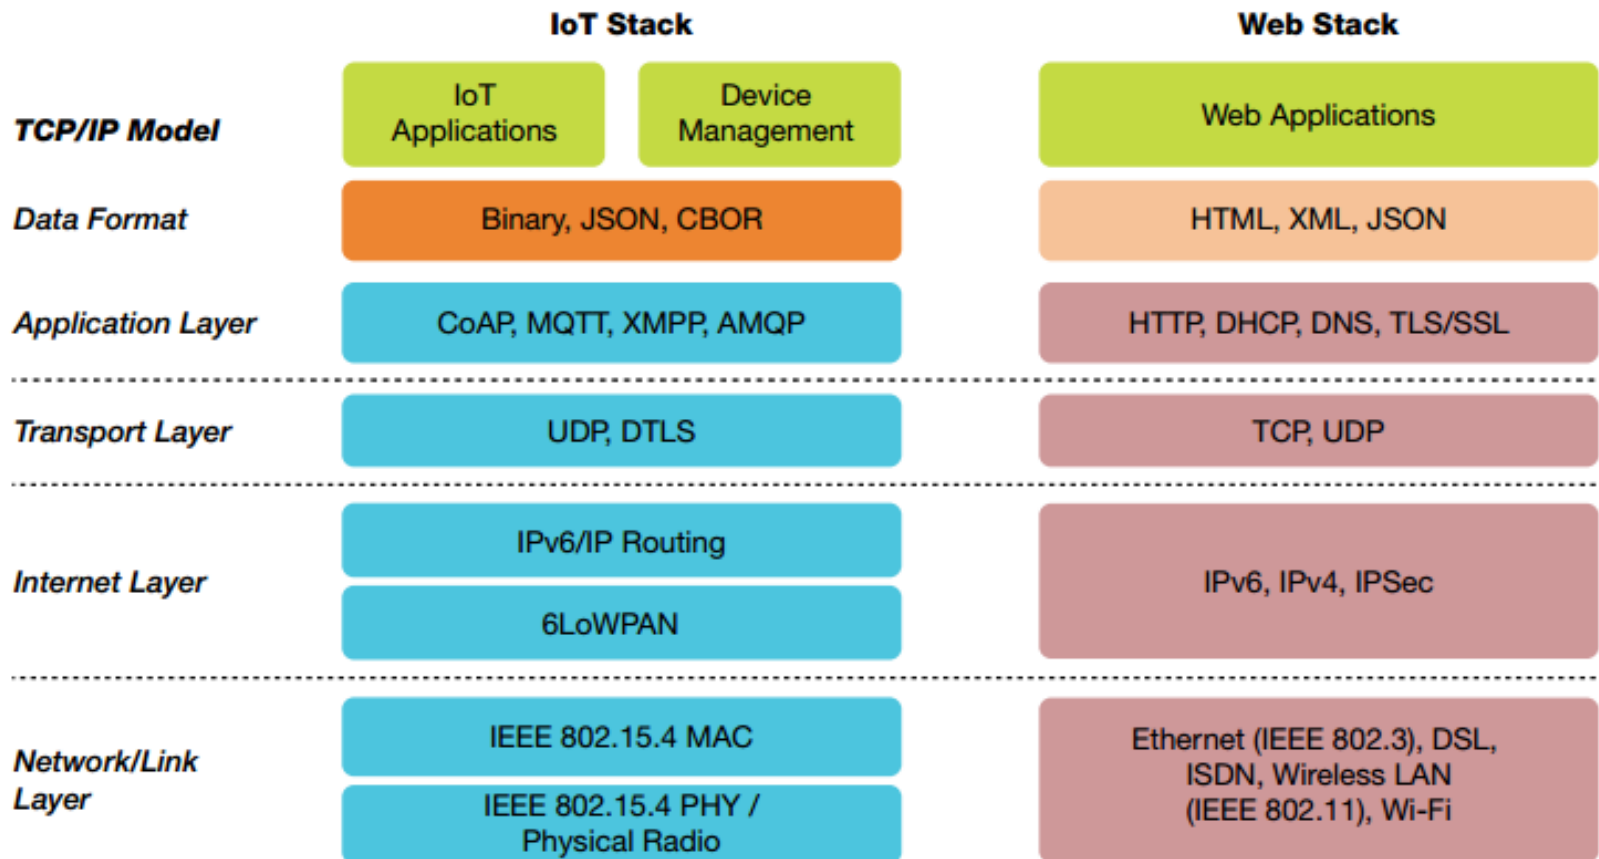 IoT Stack
Web Stack
TCP/IP Model
IoT
Applications
Device
Management
Web Applications
Data Format
Binary, JSON, CBOR
HTML, XML, JSON
Application Layer
CoAP, MQTT, XMPP, AMQP
HTTP, DHCP, DNS, TLS/SSL
Transport Layer
UDP, DTLS
TCP, UDP
Internet Layer
IPv6/IP Routing
6LoWPAN
IPv6, IPv4, IPSec
Network/Link
Layer
IEEE 802.15.4 MAC
IEEE 802.15.4 PHY /
Physical Radio
Ethernet (IEEE 802.3), DSL,
ISDN, Wireless LAN
(IEEE 802.11), Wi-Fi